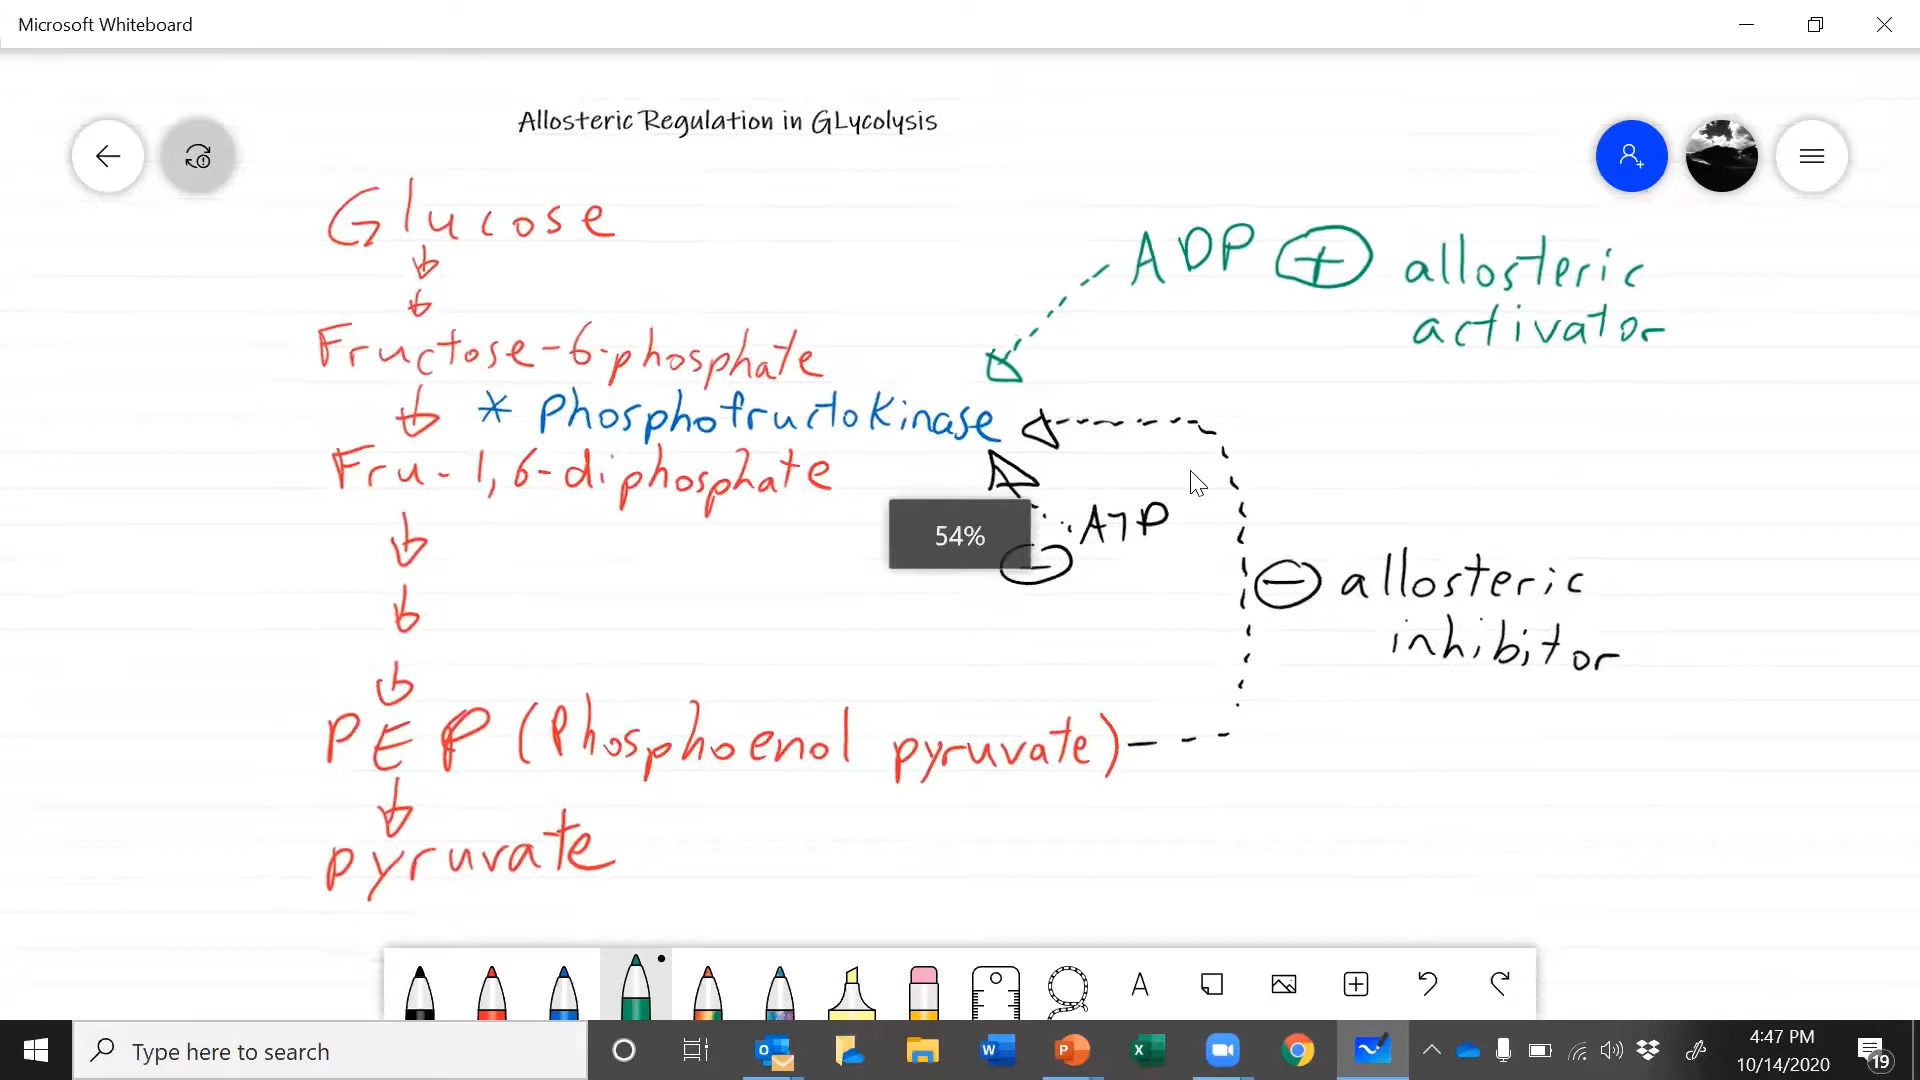 Microsoft Whiteboard
Allosteric Regulation in GLycolysis
Glucose
ADP + allosteric
activator
Fructose-6-phosphate
* Phosphofructokinase
Fru-1,6-diphosphate
54%
ATP
−
− allosteric
inhibitor
PEP (Phosphoenol pyruvate)
pyruvate
A
Type here to search
4:47 PM
10/14/2020
19